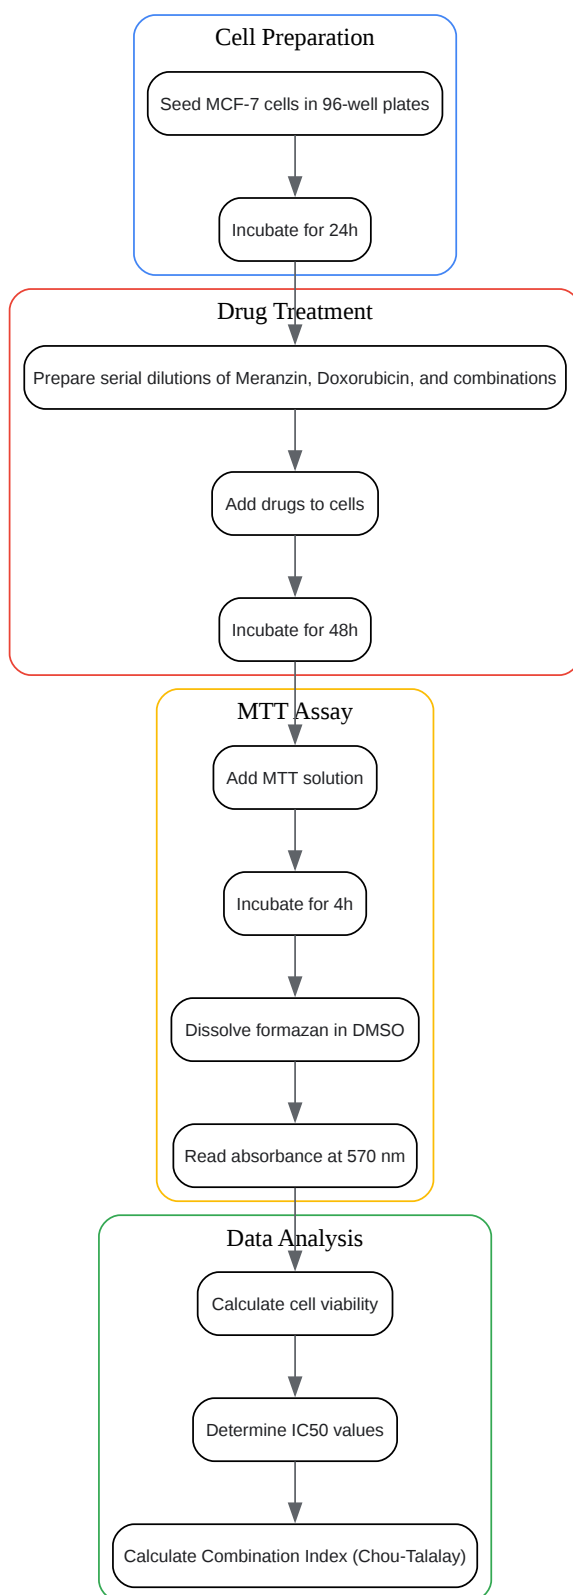 Cell Preparation
Seed MCF-7 cells in 96-well plates
Incubate for 24h
Drug Treatment
Prepare serial dilutions of Meranzin, Doxorubicin, and combinations
Add drugs to cells
Incubate for 48h
MTT Assay
Add MTT solution
Incubate for 4h
Dissolve formazan in DMSO
Read absorbance at 570 nm
Data Analysis
Calculate cell viability
Determine IC50 values
Calculate Combination Index (Chou-Talalay)